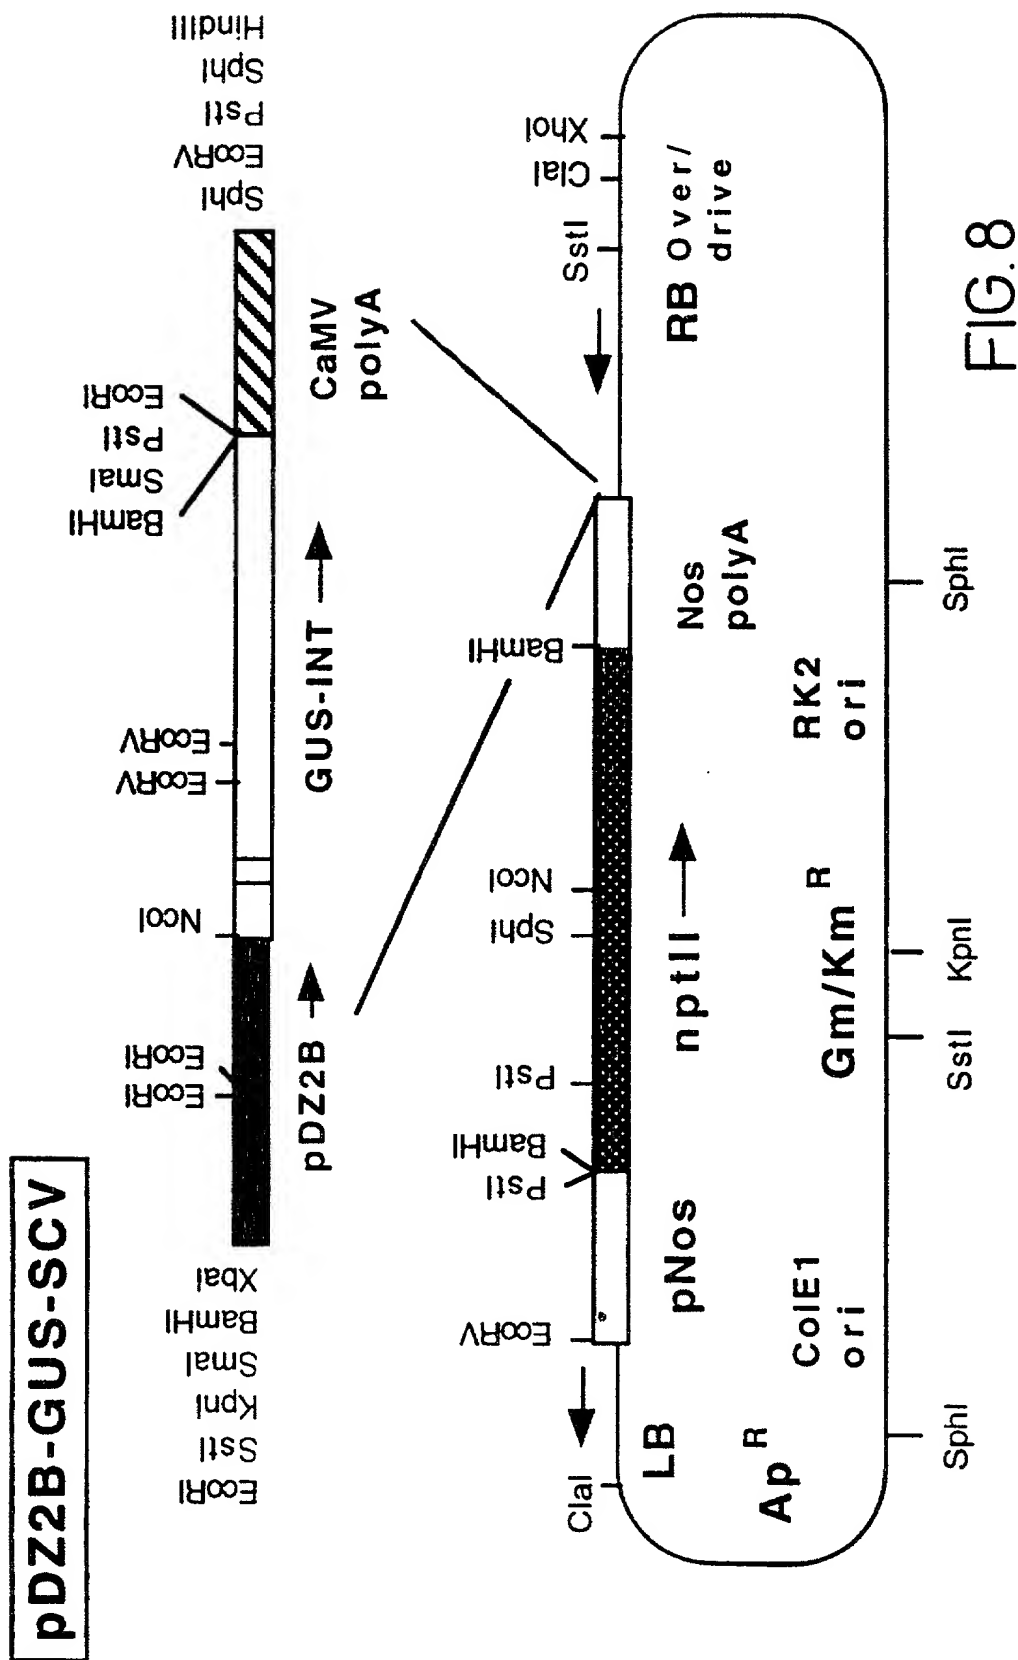 pDZ2B-GUS-SCV
EcoRI
SstI
KpnI
SmaI
BamHI
XbaI
EcoRI
EcoRI
NcoI
EcoRV
EcoRV
BamHI
SmaI
PstI
EcoRI
SphI
EcoRV
PstI
SphI
HindIII
pDZ2B
GUS-INT
CaMV
polyA
ClaI
EcoRV
PstI
BamHI
PstI
SphI
NcoI
BamHI
SstI
ClaI
XhoI
LB
pNos
nptII
Nos
polyA
RB Over/
drive
Ap R
ColE1
ori
Gm/Km R
RK2
ori
SphI
SstI
KpnI
SphI
FIG. 8